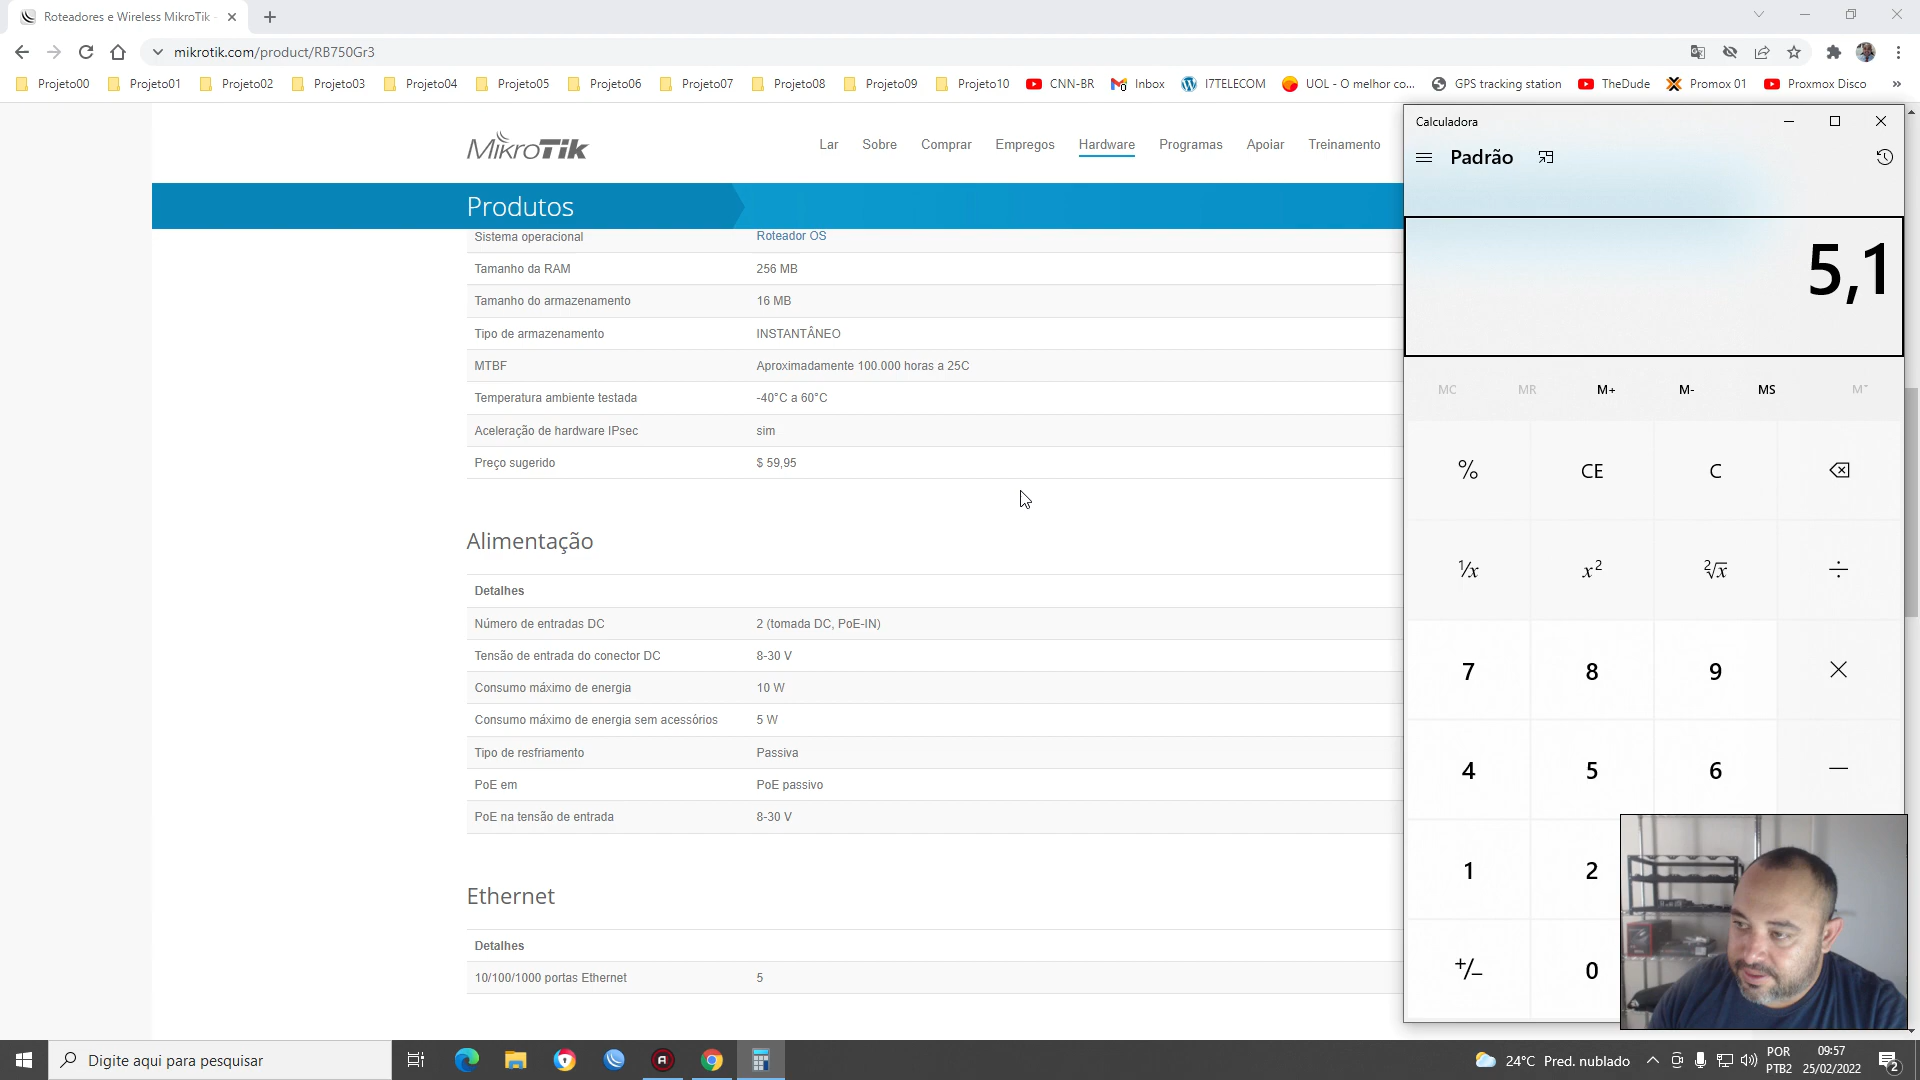 Roteadores e Wireless MikroTik -
mikrotik.com/product/RB750Gr3
Projeto00 Projeto01 Projeto02 Projeto03 Projeto04 Projeto05 Projeto06 Projeto07 Projeto08 Projeto09 Projeto10 CNN-BR Inbox I7TELECOM UOL - O melhor co... GPS tracking station TheDude Promox 01 Proxmox Disco »
MikroTik
Lar Sobre Comprar Empregos Hardware Programas Apoiar Treinamento
Produtos
Sistema operacional Roteador OS
Tamanho da RAM 256 MB
Tamanho do armazenamento 16 MB
Tipo de armazenamento INSTANTÂNEO
MTBF Aproximadamente 100.000 horas a 25C
Temperatura ambiente testada -40°C a 60°C
Aceleração de hardware IPsec sim
Preço sugerido $ 59,95
Alimentação
Detalhes
Número de entradas DC 2 (tomada DC, PoE-IN)
Tensão de entrada do conector DC 8-30 V
Consumo máximo de energia 10 W
Consumo máximo de energia sem acessórios 5 W
Tipo de resfriamento Passiva
PoE em PoE passivo
PoE na tensão de entrada 8-30 V
Ethernet
Detalhes
10/100/1000 portas Ethernet 5
Calculadora
Padrão
5,1
MC MR M+ M- MS M˅
% CE C
¹/x x² ²√x ÷
7 8 9 ×
4 5 6 −
1 2
+/− 0
Digite aqui para pesquisar
24°C Pred. nublado
POR
PTB2
09:57
25/02/2022
2